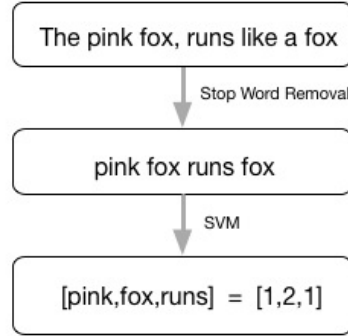 The pink fox, runs like a fox
Stop Word Removal
pink fox runs fox
SVM
[pink,fox,runs] = [1,2,1]